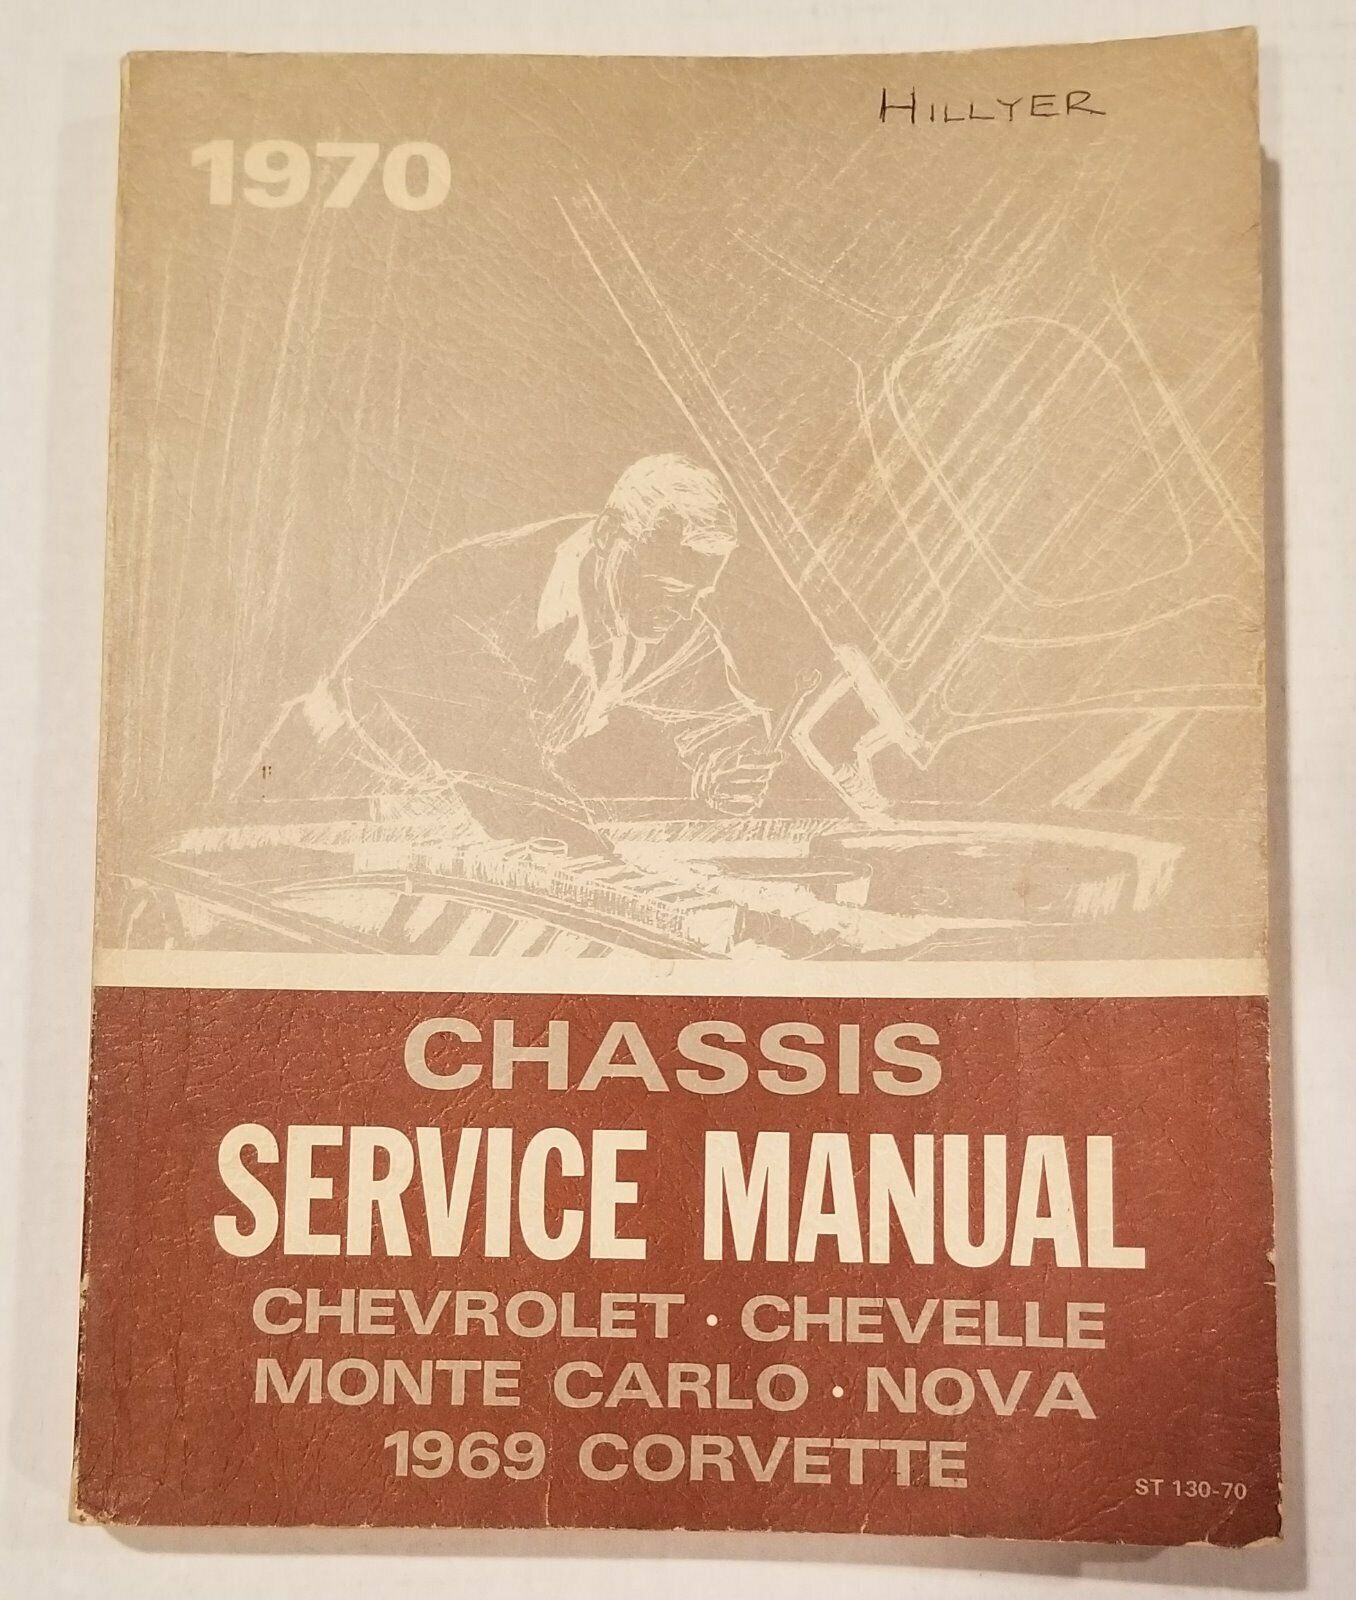 HILLYER
1970
CHASSIS
SERVICE MANUAL
CHEVROLET • CHEVELLE
MONTE CARLO • NOVA
1969 CORVETTE
ST 130-70